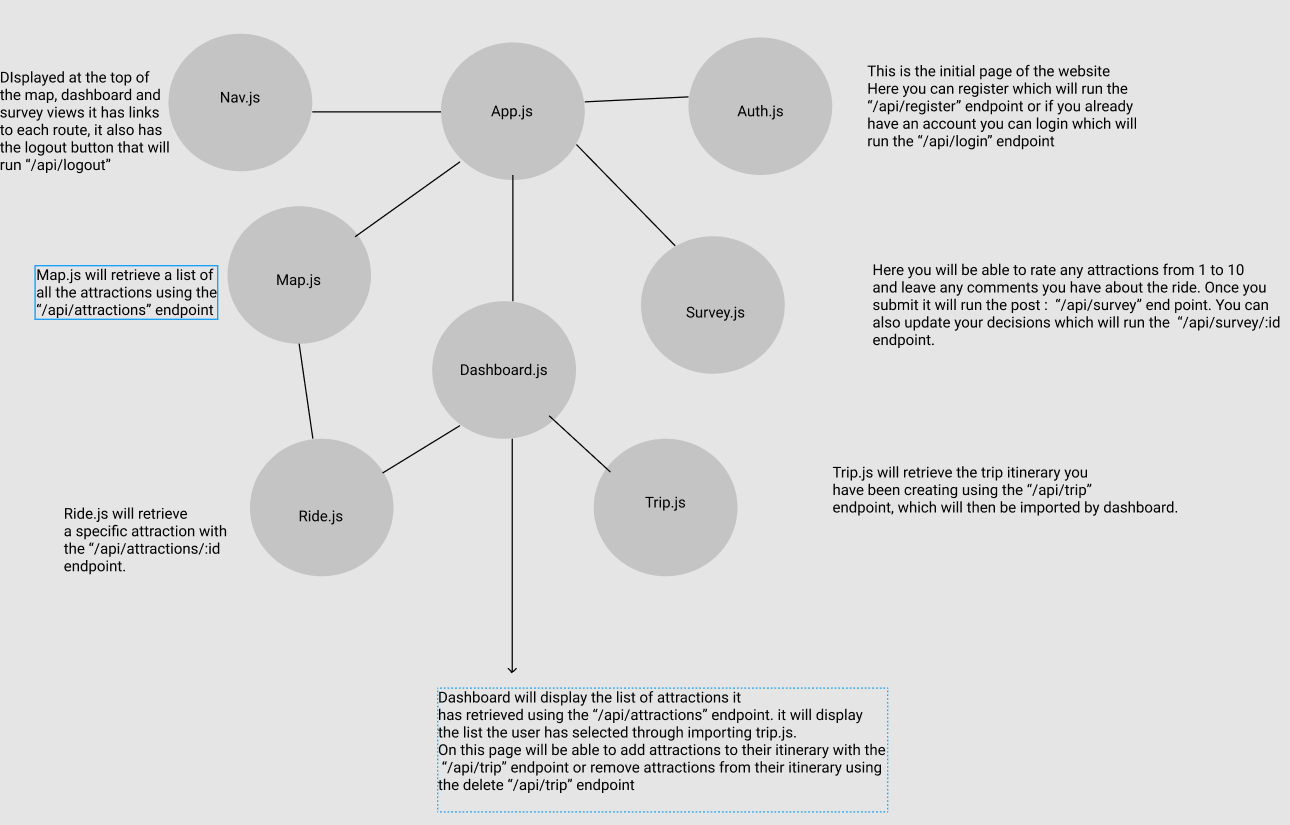 Nav.js
App.js
Auth.js
DIsplayed at the top of
the map, dashboard and
survey views it has links
to each route, it also has
the logout button that will
run “/api/logout”
This is the initial page of the website
Here you can register which will run the
“/api/register” endpoint or if you already
have an account you can login which will
run the “/api/login” endpoint
Map.js will retrieve a list of
all the attractions using the
“/api/attractions” endpoint
Map.js
Survey.js
Here you will be able to rate any attractions from 1 to 10
and leave any comments you have about the ride. Once you
submit it will run the post :  “/api/survey” end point. You can
also update your decisions which will run the  “/api/survey/:id
endpoint.
Dashboard.js
Ride.js will retrieve
a specific attraction with
the “/api/attractions/:id
endpoint.
Ride.js
Trip.js
Trip.js will retrieve the trip itinerary you
have been creating using the “/api/trip”
endpoint, which will then be imported by dashboard.
Dashboard will display the list of attractions it
has retrieved using the “/api/attractions” endpoint. it will display
the list the user has selected through importing trip.js.
On this page will be able to add attractions to their itinerary with the
“/api/trip” endpoint or remove attractions from their itinerary using
the delete “/api/trip” endpoint